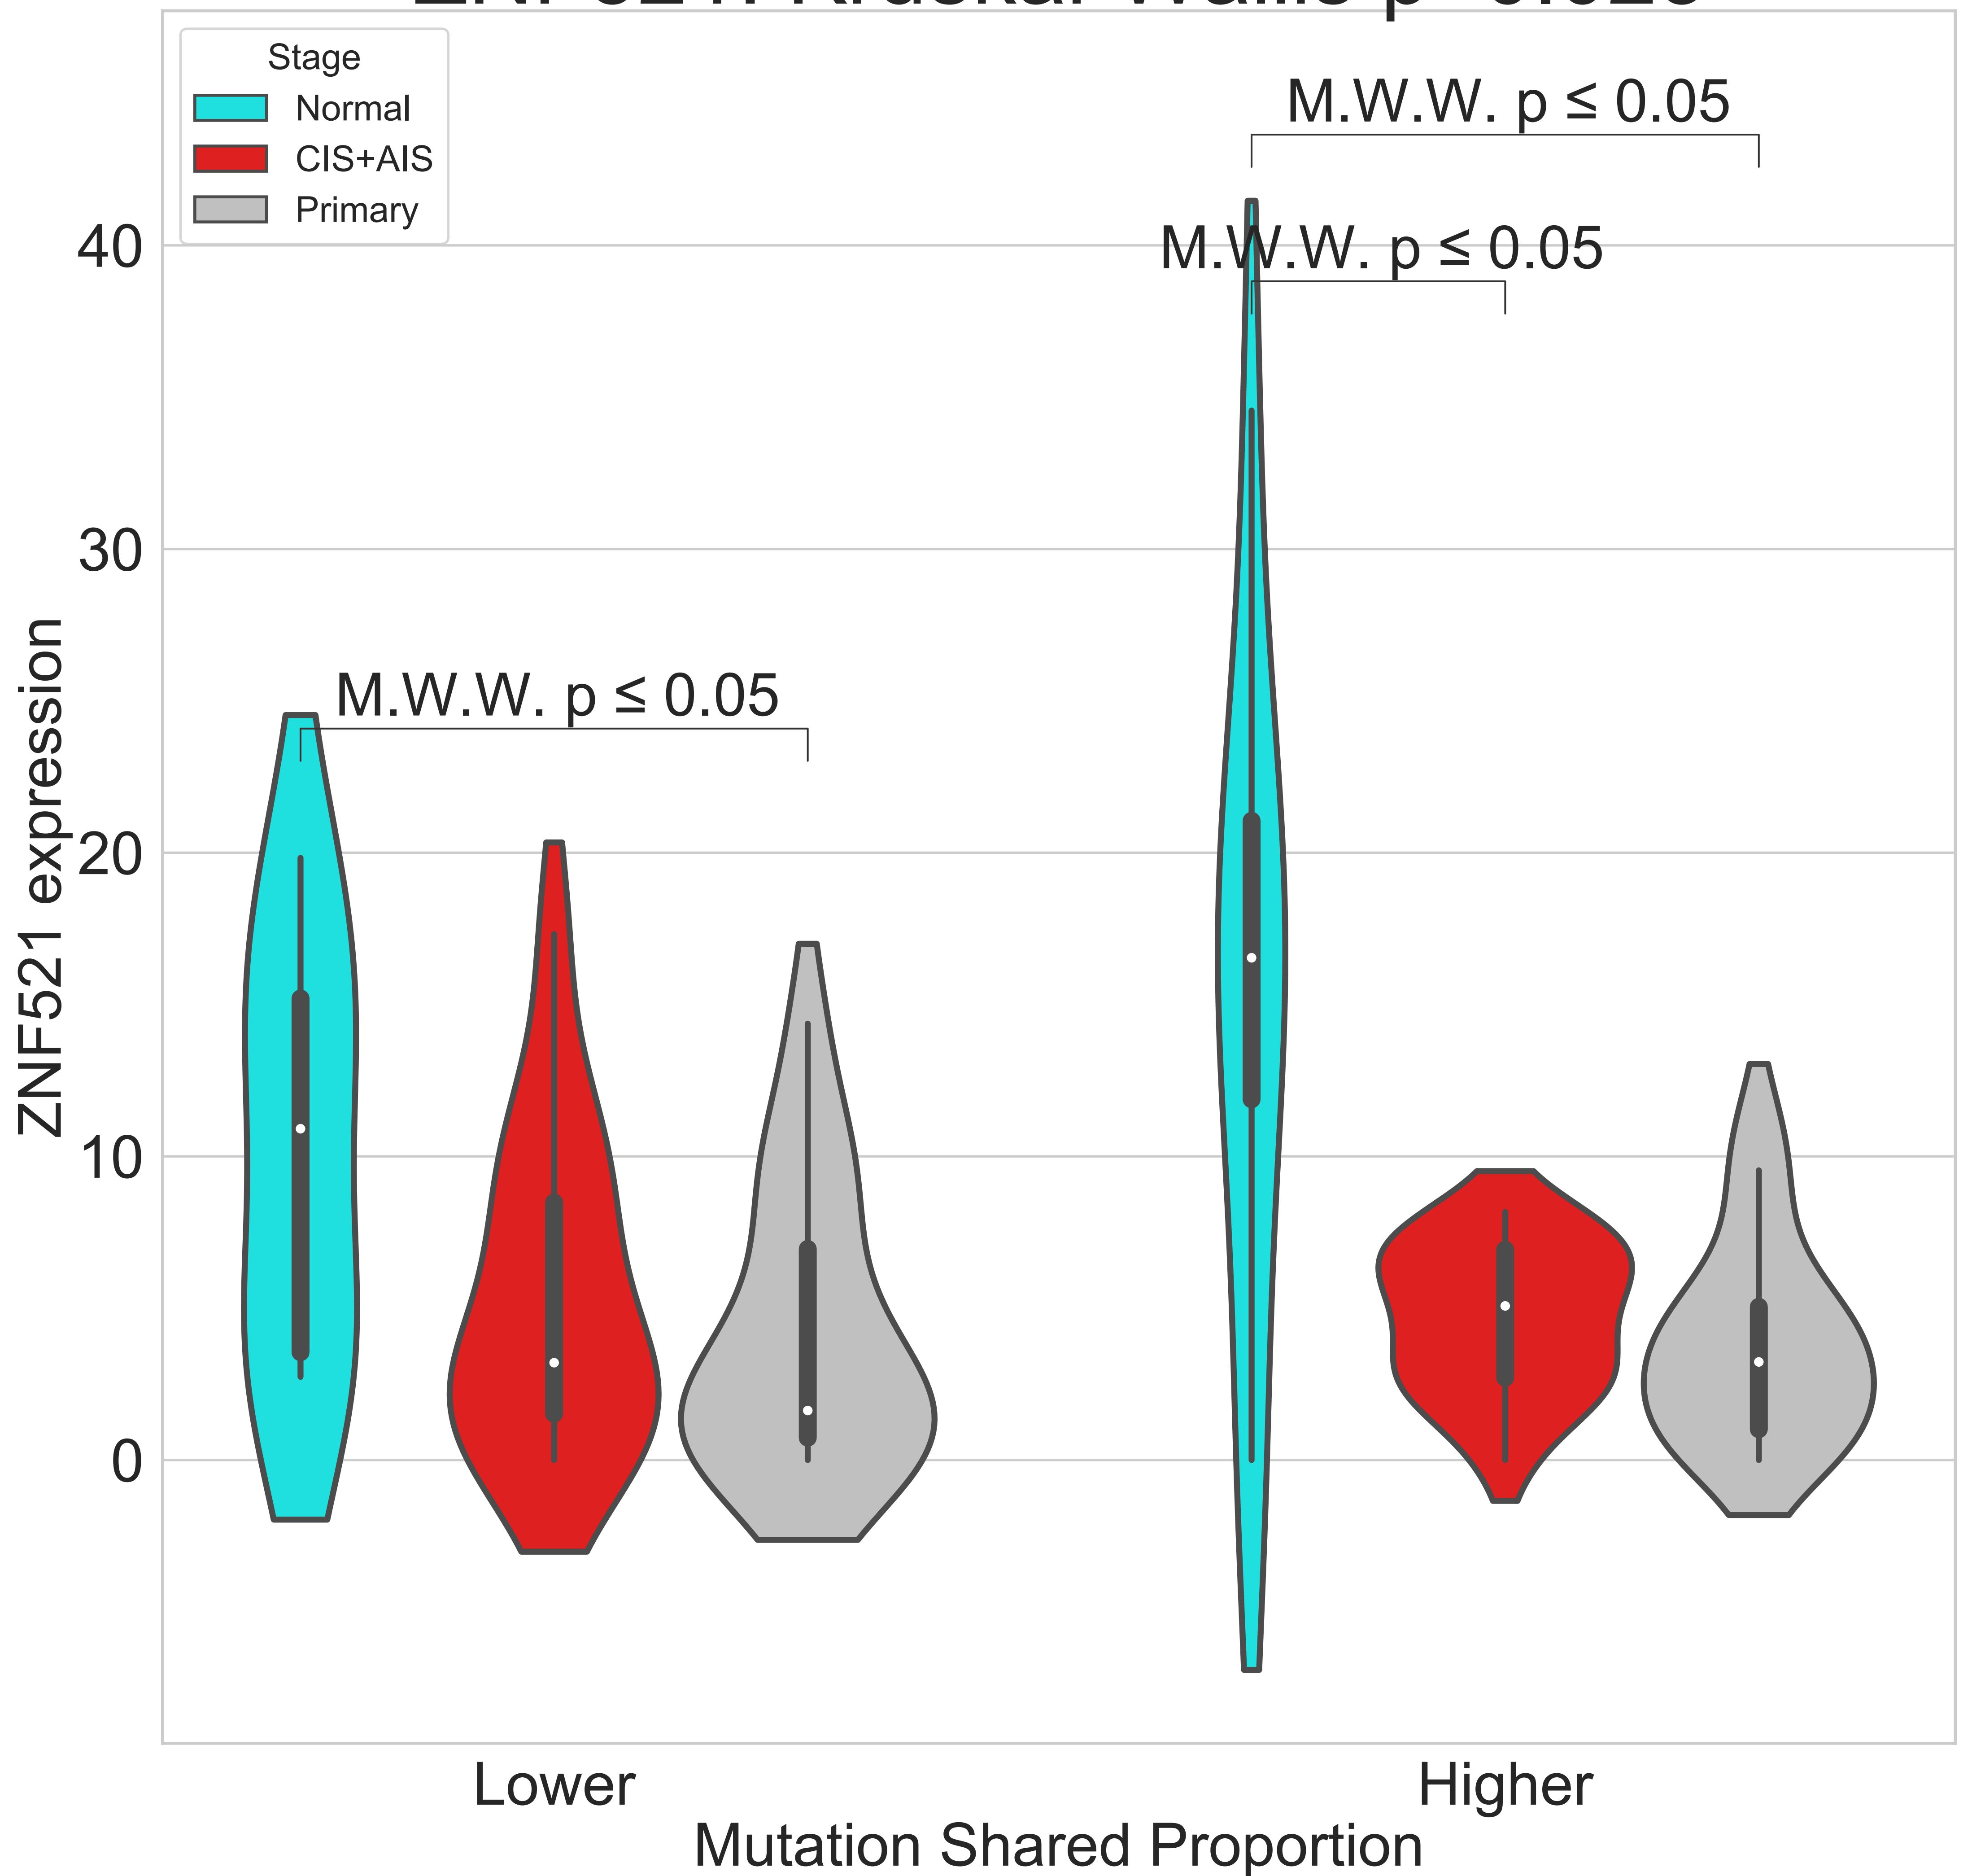 Stage
Normal
CIS+AIS
Primary
M.W.W. p ≤ 0.05
M.W.W. p ≤ 0.05
M.W.W. p ≤ 0.05
40
30
20
10
0
ZNF521 expression
Lower
Higher
Mutation Shared Proportion